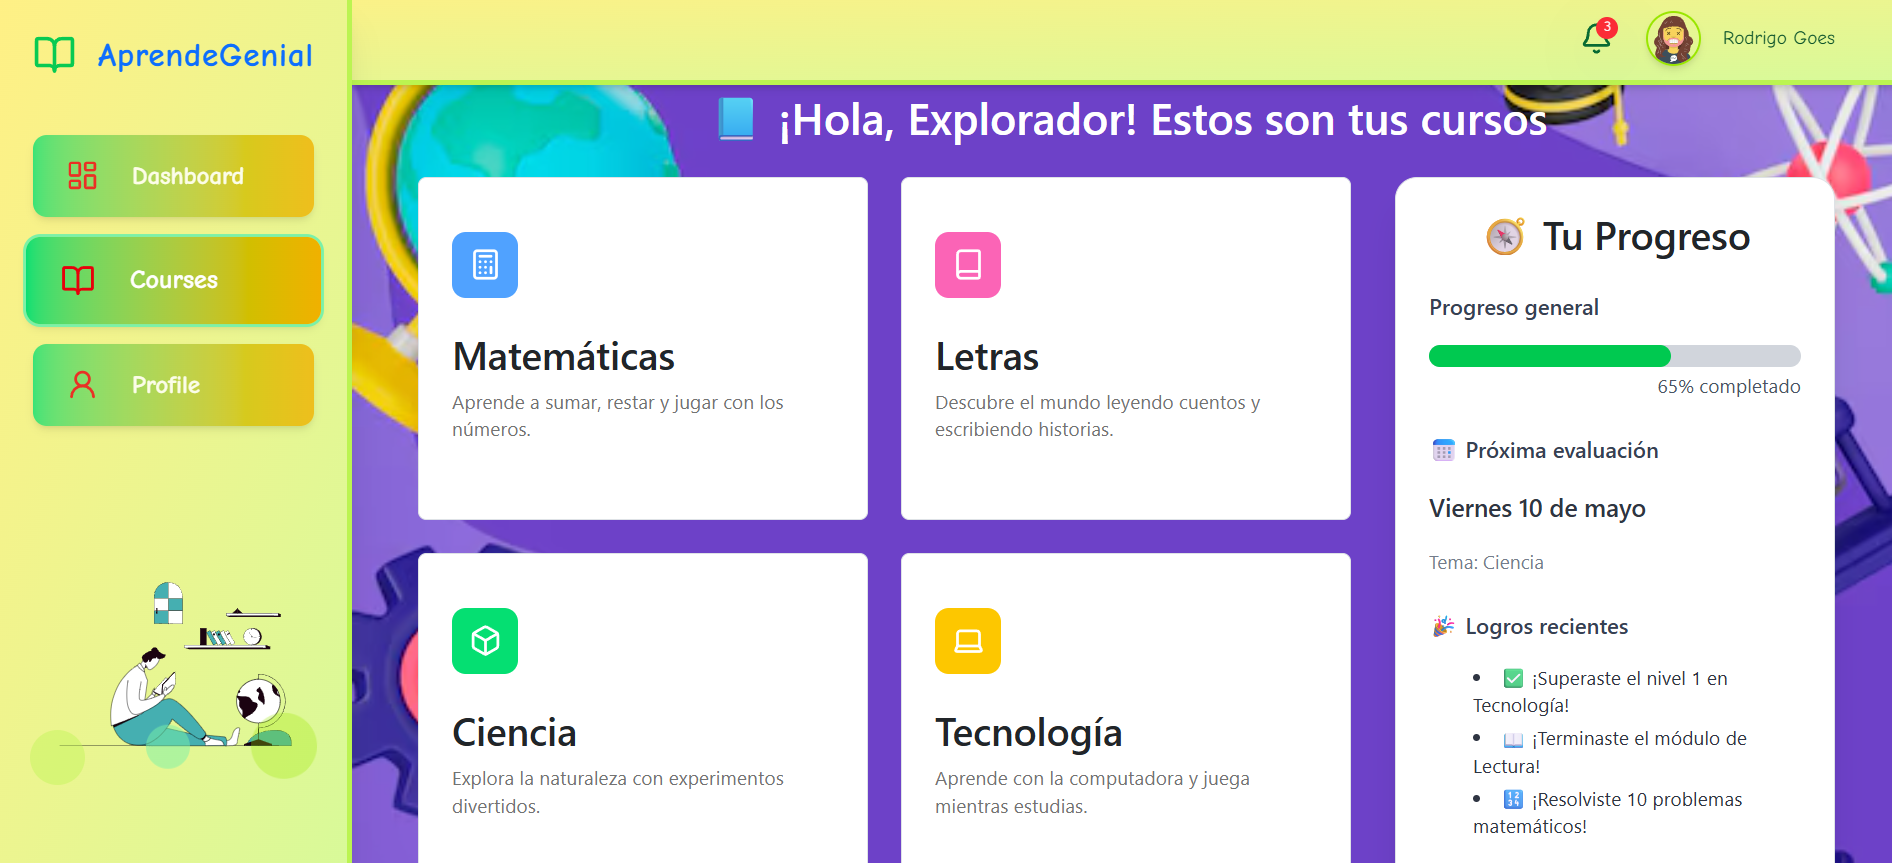 AprendeGenial
Dashboard
Courses
Profile
3
Rodrigo Goes
¡Hola, Explorador! Estos son tus cursos
Matemáticas
Aprende a sumar, restar y jugar con los
números.
Letras
Descubre el mundo leyendo cuentos y
escribiendo historias.
Ciencia
Explora la naturaleza con experimentos
divertidos.
Tecnología
Aprende con la computadora y juega
mientras estudias.
Tu Progreso
Progreso general
65% completado
Próxima evaluación
Viernes 10 de mayo
Tema: Ciencia
Logros recientes
¡Superaste el nivel 1 en
Tecnología!
¡Terminaste el módulo de
Lectura!
¡Resolviste 10 problemas
matemáticos!